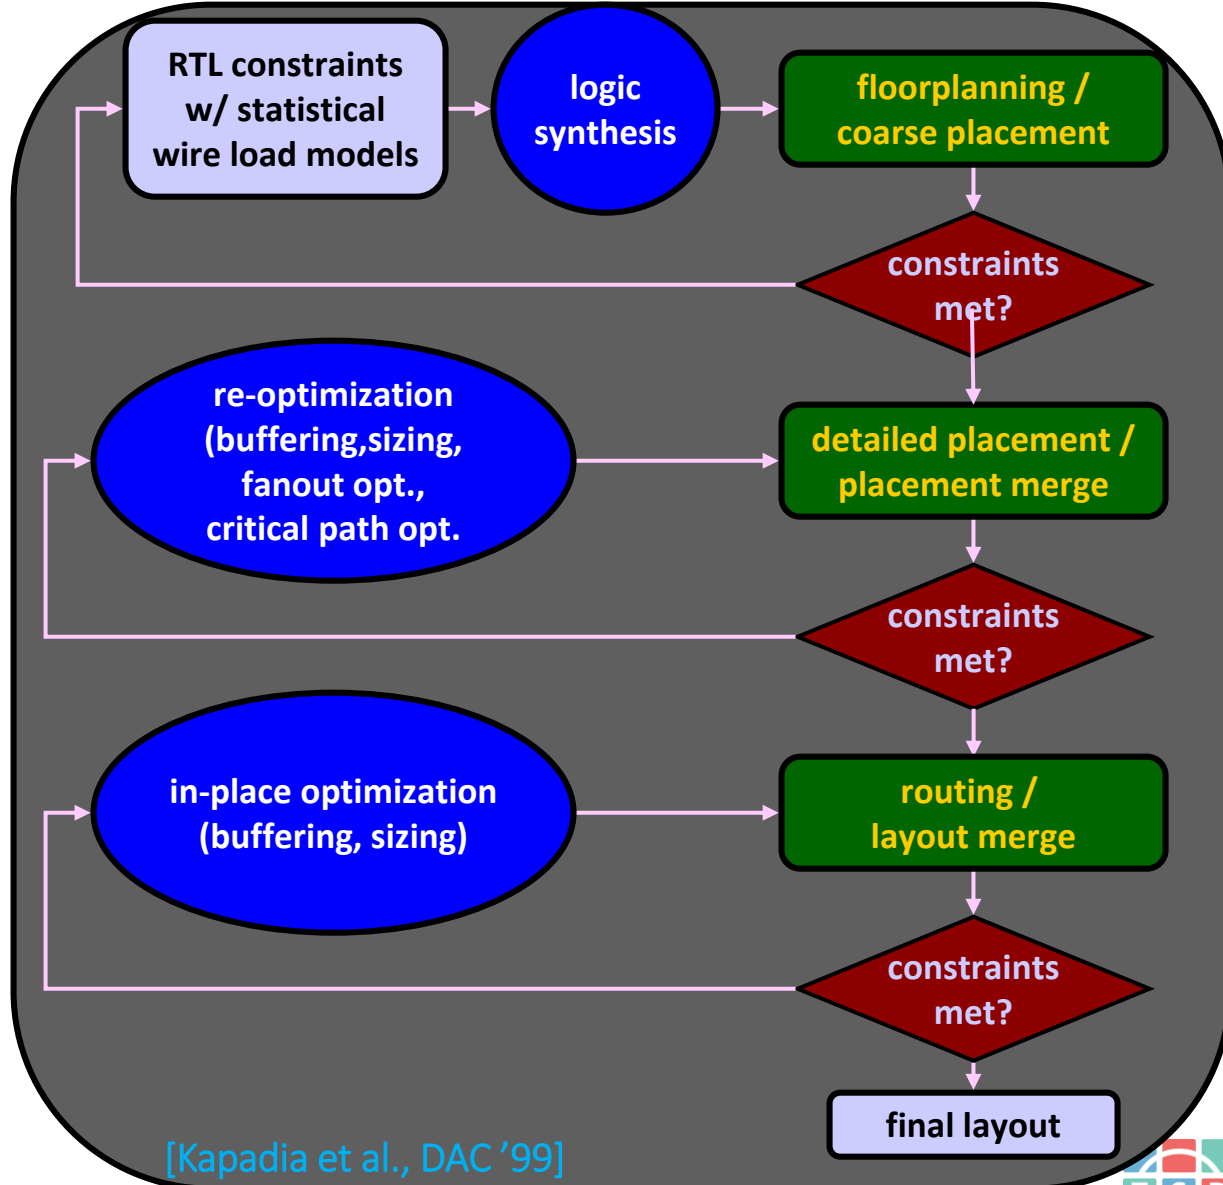 RTL constraints
w/ statistical
wire load models
logic
synthesis
floorplanning /
coarse placement
constraints
met?
re-optimization
(buffering,sizing,
fanout opt.,
critical path opt.
detailed placement /
placement merge
constraints
met?
in-place optimization
(buffering, sizing)
routing /
layout merge
constraints
met?
final layout
[Kapadia et al., DAC ’99]